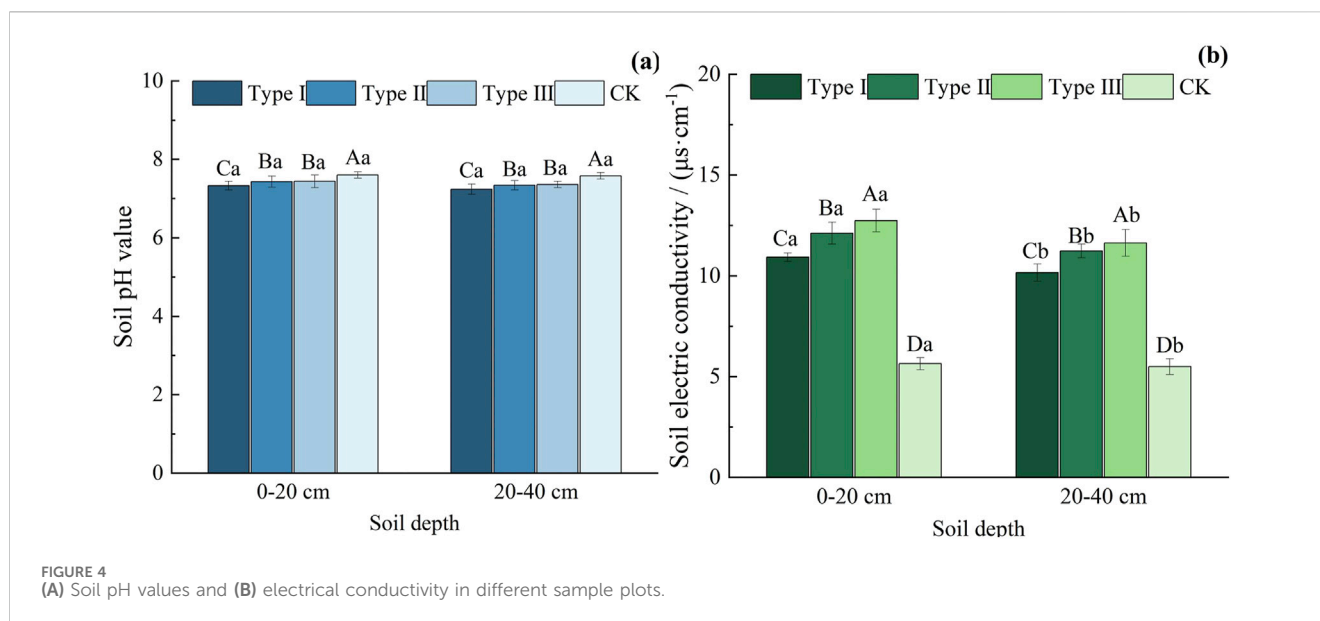 (a)
Type I Type II Type III CK
10
8
6
4
2
0
Soil pH value
Ca Ba Ba Aa
Ca Ba Ba Aa
0-20 cm 20-40 cm
Soil depth
(b)
Type I Type II Type III CK
20
15
10
5
0
Soil electric conductivity / (μs·cm⁻¹)
Ca Ba Aa Da
Cb Bb Ab Db
0-20 cm 20-40 cm
Soil depth
FIGURE 4
(A) Soil pH values and (B) electrical conductivity in different sample plots.